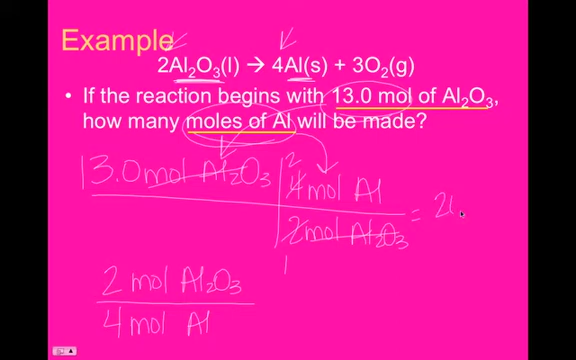 Example
2Al₂O₃(l) → 4Al(s) + 3O₂(g)
• If the reaction begins with 13.0 mol of Al₂O₃,
how many moles of Al will be made?
13.0 mol Al₂O₃
2
4 mol Al
2 mol Al₂O₃
1
= 2
2 mol Al₂O₃
4 mol Al